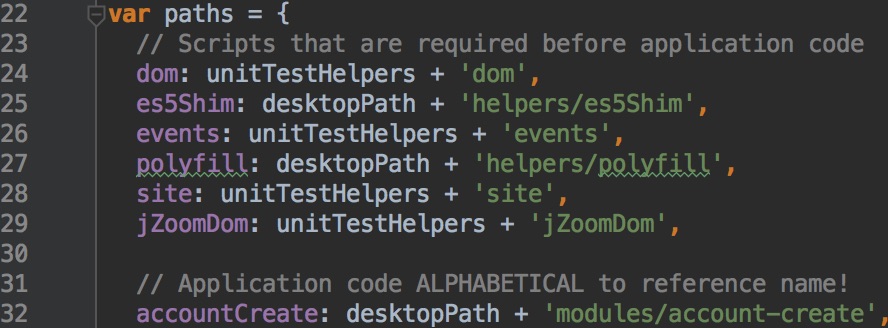 22 var paths = {
23 // Scripts that are required before application code
24 dom: unitTestHelpers + 'dom',
25 es5Shim: desktopPath + 'helpers/es5Shim',
26 events: unitTestHelpers + 'events',
27 polyfill: desktopPath + 'helpers/polyfill',
28 site: unitTestHelpers + 'site',
29 jZoomDom: unitTestHelpers + 'jZoomDom',
30
31 // Application code ALPHABETICAL to reference name!
32 accountCreate: desktopPath + 'modules/account-create',